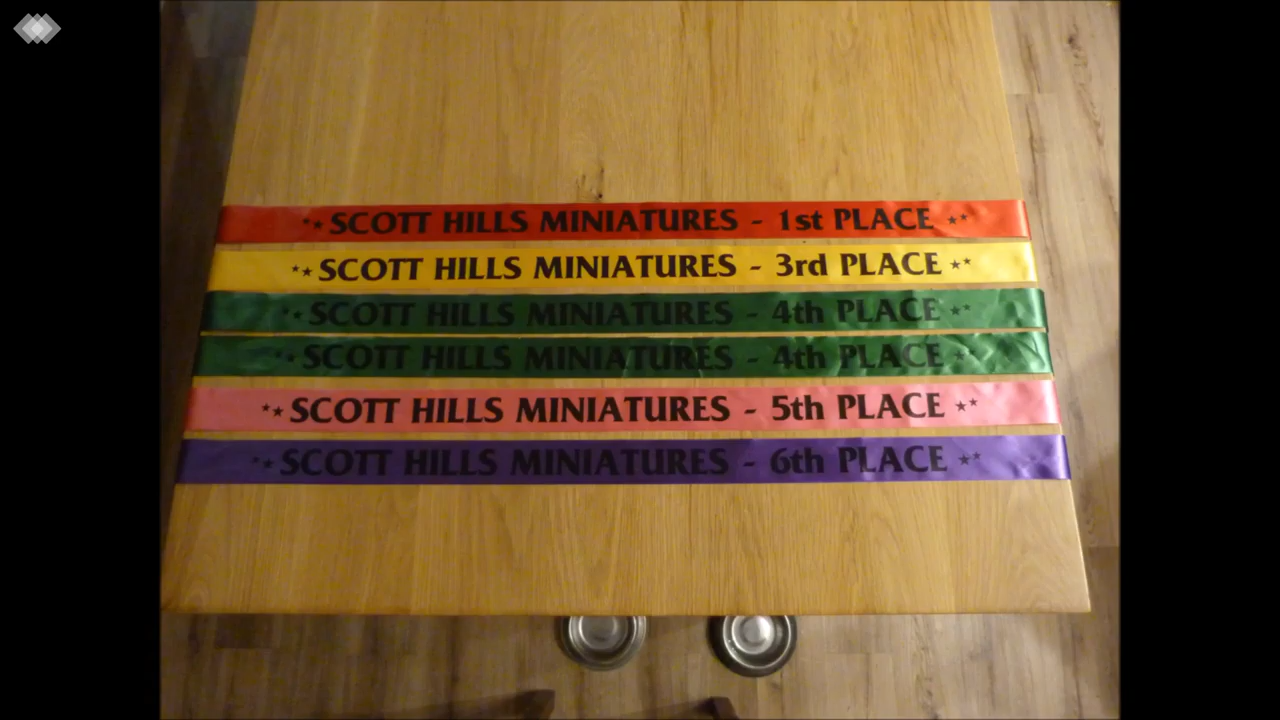 SCOTT HILLS MINIATURES - 1st PLACE
SCOTT HILLS MINIATURES - 3rd PLACE
SCOTT HILLS MINIATURES - 4th PLACE
SCOTT HILLS MINIATURES - 4th PLACE
SCOTT HILLS MINIATURES - 5th PLACE
SCOTT HILLS MINIATURES - 6th PLACE